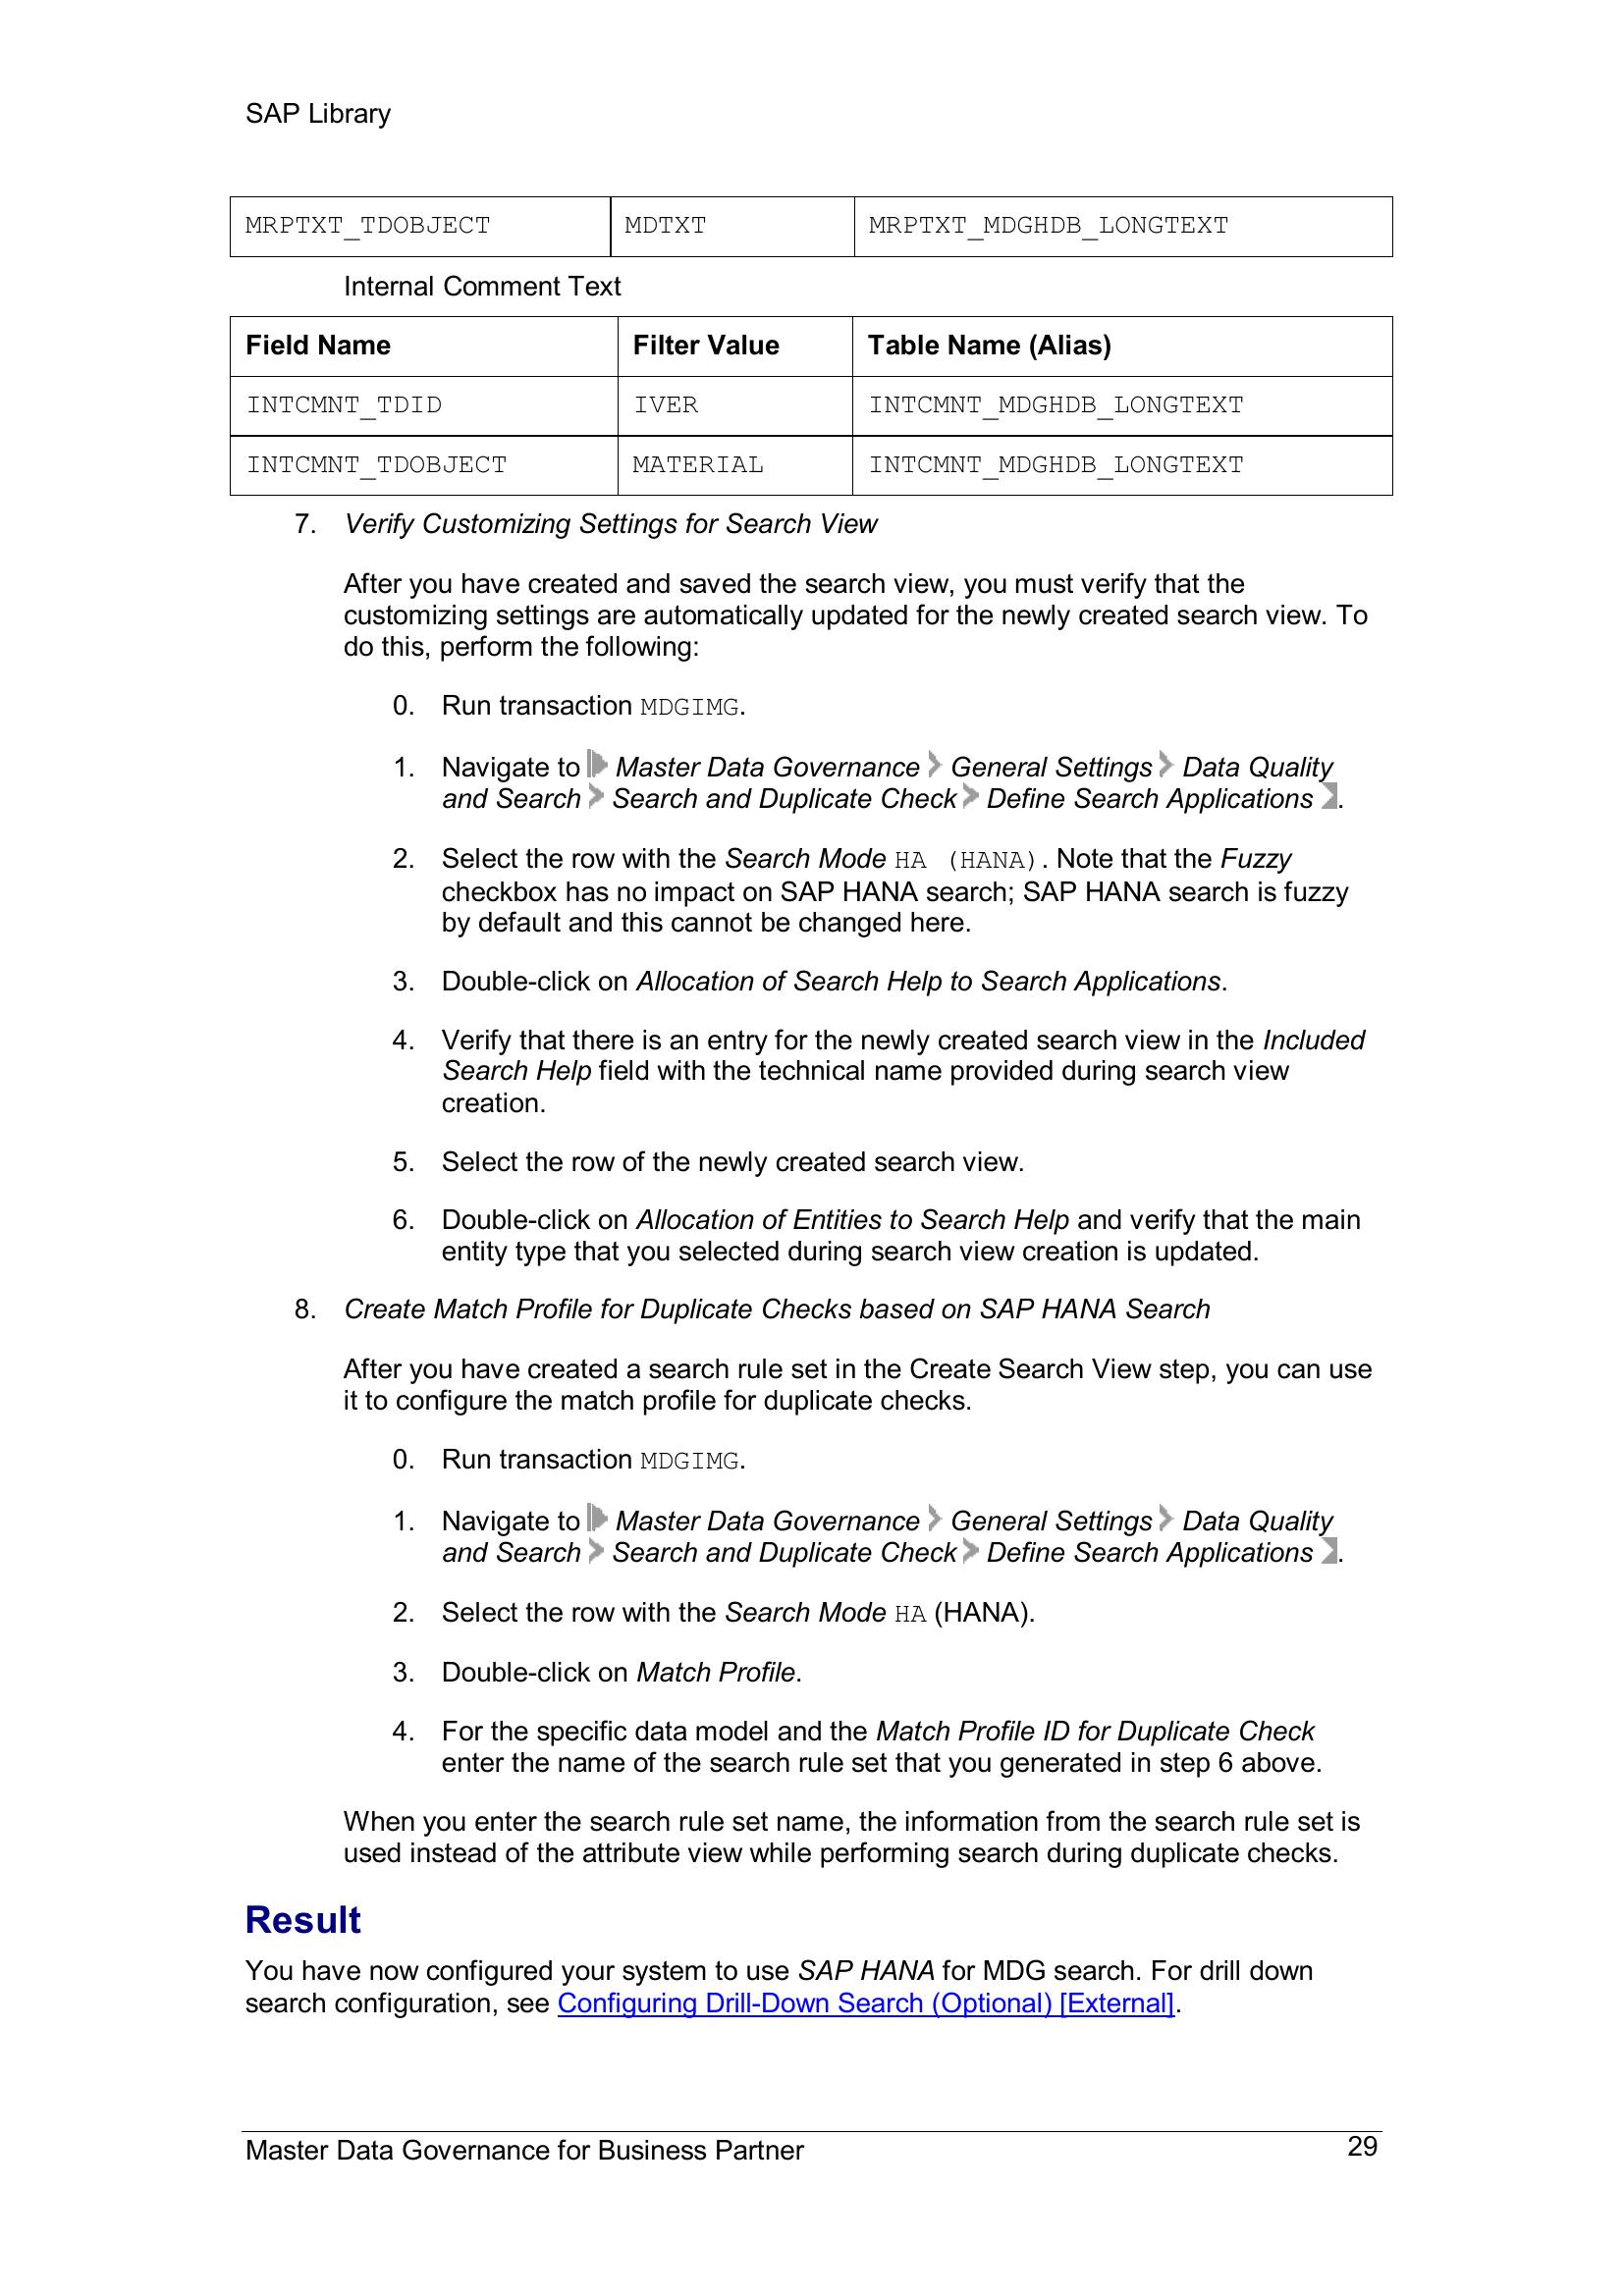 SAP Library
MRPTXT_TDOBJECT MDTXT MRPTXT_MDGHDB_LONGTEXT
Internal Comment Text
Field Name Filter Value Table Name (Alias)
INTCMNT_TDID IVER INTCMNT_MDGHDB_LONGTEXT
INTCMNT_TDOBJECT MATERIAL INTCMNT_MDGHDB_LONGTEXT
7. Verify Customizing Settings for Search View
After you have created and saved the search view, you must verify that the
customizing settings are automatically updated for the newly created search view. To
do this, perform the following:
0. Run transaction MDGIMG.
1. Navigate to Master Data Governance General Settings Data Quality
and Search Search and Duplicate Check Define Search Applications .
2. Select the row with the Search Mode HA (HANA). Note that the Fuzzy
checkbox has no impact on SAP HANA search; SAP HANA search is fuzzy
by default and this cannot be changed here.
3. Double-click on Allocation of Search Help to Search Applications.
4. Verify that there is an entry for the newly created search view in the Included
Search Help field with the technical name provided during search view
creation.
5. Select the row of the newly created search view.
6. Double-click on Allocation of Entities to Search Help and verify that the main
entity type that you selected during search view creation is updated.
8. Create Match Profile for Duplicate Checks based on SAP HANA Search
After you have created a search rule set in the Create Search View step, you can use
it to configure the match profile for duplicate checks.
0. Run transaction MDGIMG.
1. Navigate to Master Data Governance General Settings Data Quality
and Search Search and Duplicate Check Define Search Applications .
2. Select the row with the Search Mode HA (HANA).
3. Double-click on Match Profile.
4. For the specific data model and the Match Profile ID for Duplicate Check
enter the name of the search rule set that you generated in step 6 above.
When you enter the search rule set name, the information from the search rule set is
used instead of the attribute view while performing search during duplicate checks.
Result
You have now configured your system to use SAP HANA for MDG search. For drill down
search configuration, see Configuring Drill-Down Search (Optional) [External].
Master Data Governance for Business Partner 29